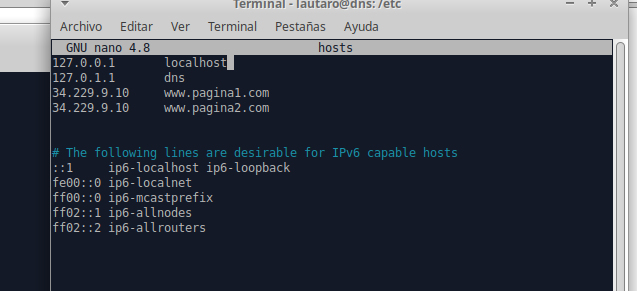 Terminal - lautaro@dns: /etc
Archivo Editar Ver Terminal Pestañas Ayuda
GNU nano 4.8 hosts
127.0.0.1 localhost
127.0.1.1 dns
34.229.9.10 www.pagina1.com
34.229.9.10 www.pagina2.com
# The following lines are desirable for IPv6 capable hosts
::1 ip6-localhost ip6-loopback
fe00::0 ip6-localnet
ff00::0 ip6-mcastprefix
ff02::1 ip6-allnodes
ff02::2 ip6-allrouters